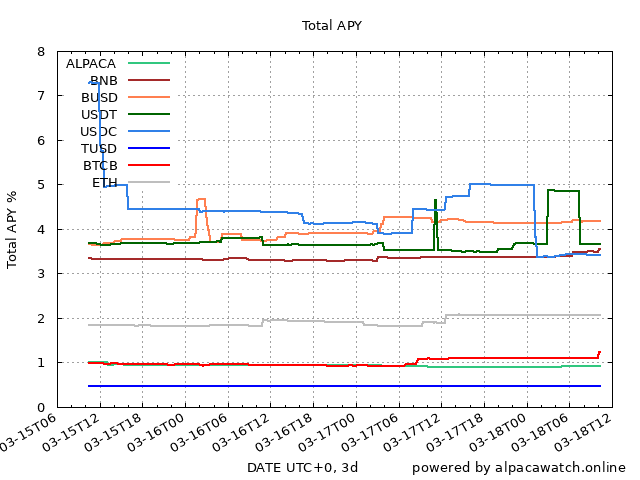 Total APY
8
7
6
5
4
3
2
1
0
Total APY %
ALPACA
BNB
BUSD
USDT
USDC
TUSD
BTCB
ETH
03-15T06
03-15T12
03-15T18
03-16T00
03-16T06
03-16T12
03-16T18
03-17T00
03-17T06
03-17T12
03-17T18
03-18T00
03-18T06
03-18T12
DATE UTC+0, 3d
powered by alpacawatch.online